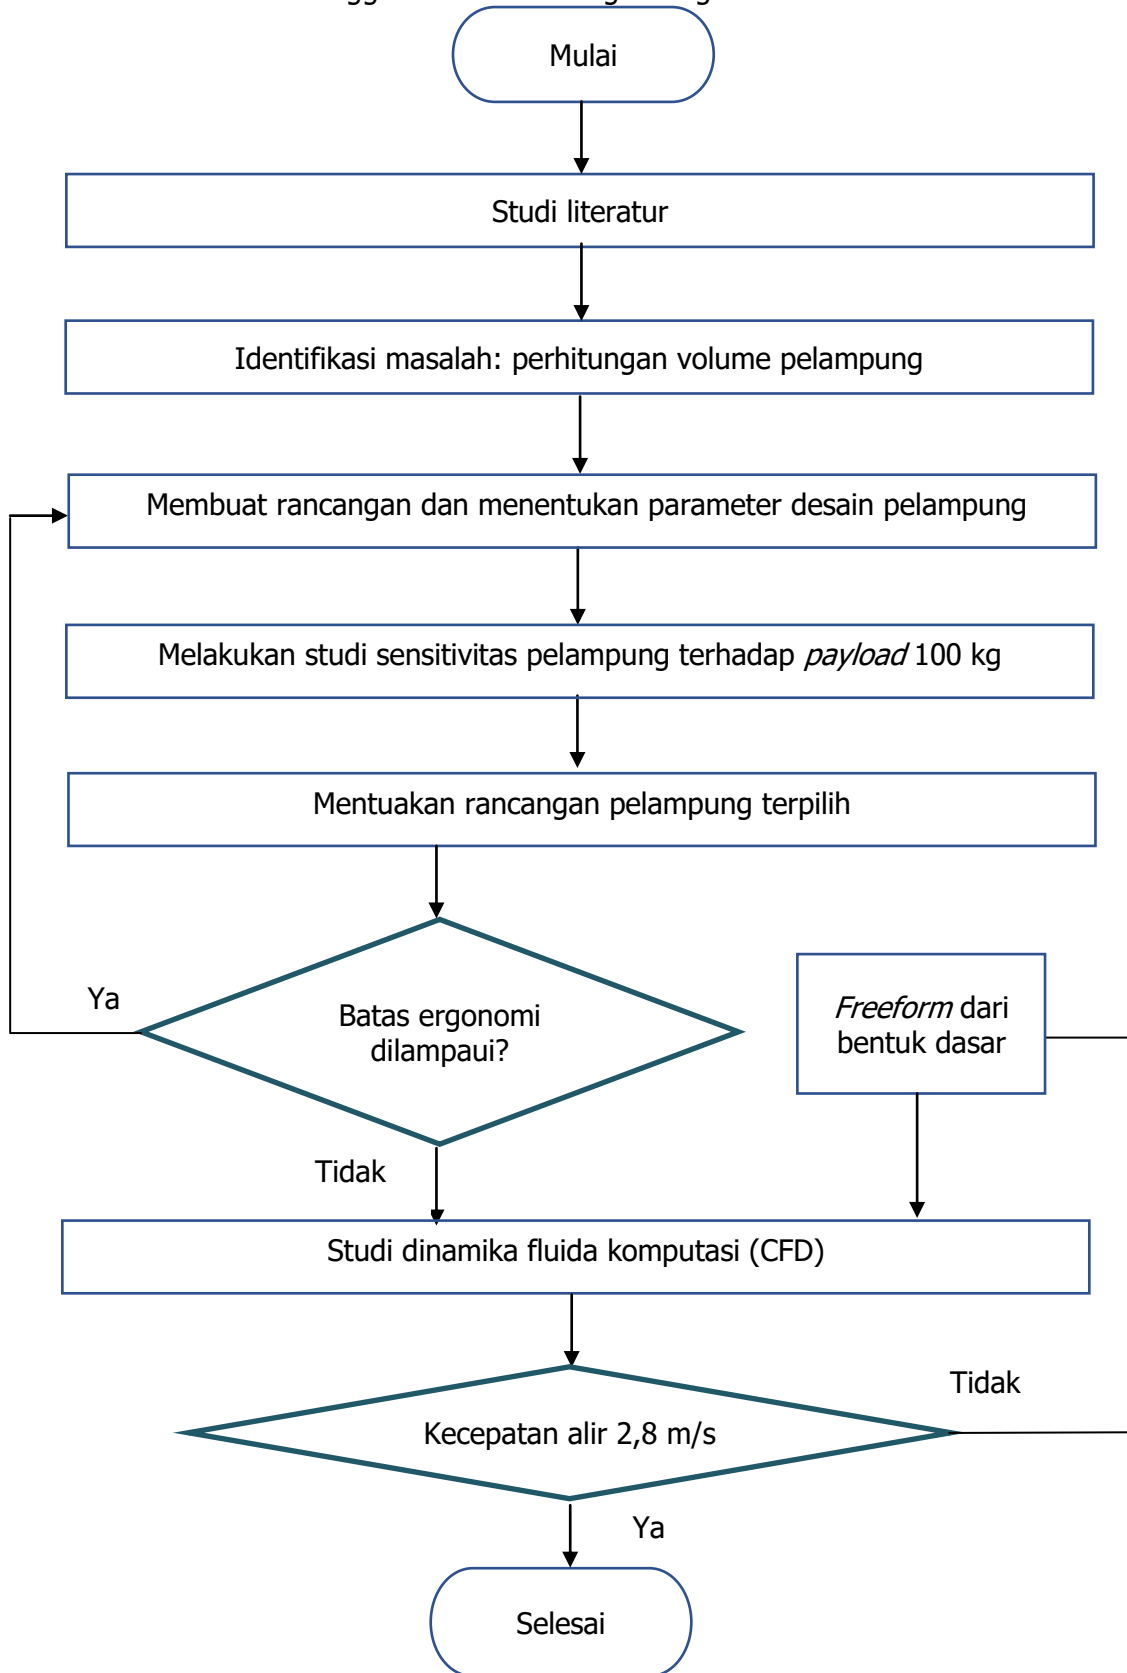 Mulai
Studi literatur
Identifikasi masalah: perhitungan volume pelampung
Membuat rancangan dan menentukan parameter desain pelampung
Melakukan studi sensitivitas pelampung terhadap payload 100 kg
Mentuakan rancangan pelampung terpilih
Ya
Batas ergonomi
dilampaui?
Freeform dari
bentuk dasar
Tidak
Studi dinamika fluida komputasi (CFD)
Tidak
Kecepatan alir 2,8 m/s
Ya
Selesai